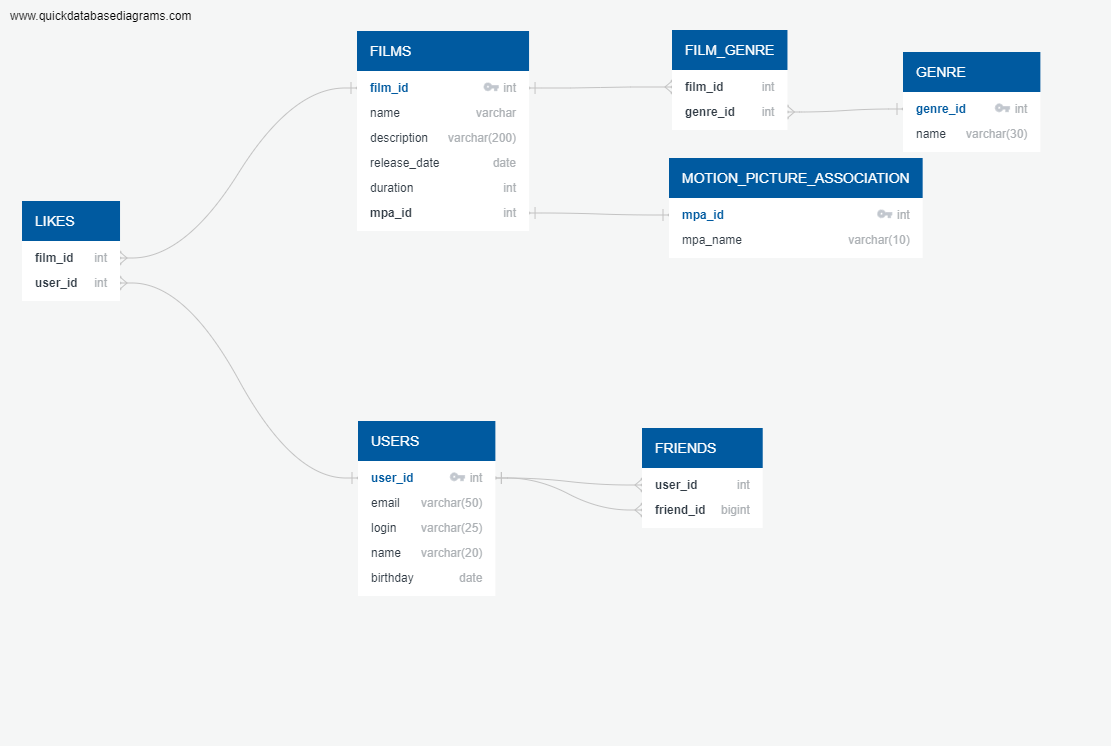 www.quickdatabasediagrams.com
FILMS
film_id int
name varchar
description varchar(200)
release_date date
duration int
mpa_id int
FILM_GENRE
film_id int
genre_id int
GENRE
genre_id int
name varchar(30)
MOTION_PICTURE_ASSOCIATION
mpa_id int
mpa_name varchar(10)
LIKES
film_id int
user_id int
USERS
user_id int
email varchar(50)
login varchar(25)
name varchar(20)
birthday date
FRIENDS
user_id int
friend_id bigint